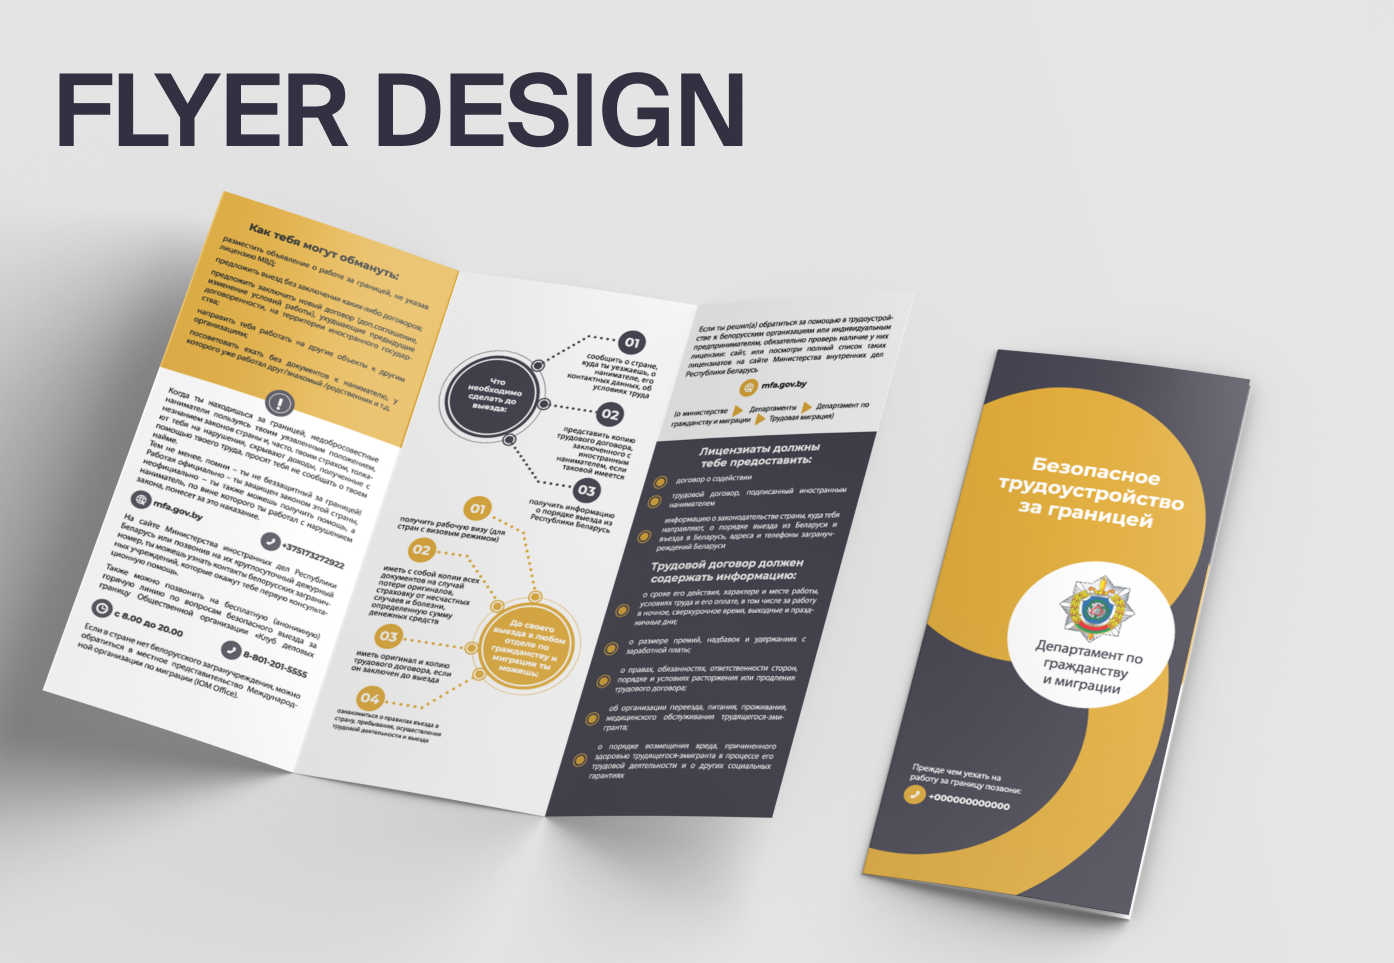 FLYER DESIGN
Как тебя могут обмануть:
разместить объявление о работе за границей, не указав
лицензию МВД;
предложить выезд без заключения каких-либо договоров;
предложить заключить новый договор (доп.соглашение,
изменение условий работы), ухудшающие предыдущие
договоренности, на территории иностранного государ-
ства;
направить тебя работать на другие объекты к другим
организациям;
посоветовать ехать без документов к нанимателю, у
которого уже работал друг/знакомый /родственник и т.д.
Когда ты находишься за границей, недобросовестные
наниматели пользуясь твоим уязвленным положением,
незнанием законов страны и, часто, твоим страхом, толка-
ют тебя на нарушения, скрывают доходы, полученные с
помощью твоего труда, просят тебя не сообщать о твоем
найме.
Тем не менее, помни – ты не беззащитный за границей!
Работая официально – ты защищен законом этой страны,
неофициально – ты также можешь получить помощь, а
наниматель, по вине которого ты работал с нарушением
закона, понесет за это наказание.
mfa.gov.by
+375173272922
На сайте Министерства иностранных дел Республики
Беларусь или позвонив на их круглосуточный дежурный
номер, ты можешь узнать контакты белорусских загранич-
ных учреждений, которые окажут тебе первую консульта-
ционную помощь.
Также можно позвонить на бесплатную (анонимную)
горячую линию по вопросам безопасного выезда за
границу Общественной организации «Клуб деловых
с 8.00 до 20.00
8-801-201-5555
Если в стране нет белорусского загранучреждения, можно
обратиться в местное представительство Международ-
ной организации по миграции (IOM Office).
Что
необходимо
сделать до
выезда:
01
сообщить о стране,
куда ты уезжаешь, о
нанимателе, его
контактных данных, об
условиях труда
02
представить копию
трудового договора,
заключенного с
иностранным
нанимателем, если
таковой имеется
03
получить информацию
о порядке выезда из
Республики Беларусь
01
получить рабочую визу (для
стран с визовым режимом)
02
иметь с собой копии всех
документов на случай
потери оригиналов,
страховку от несчастных
случаев и болезни,
определенную сумму
денежных средств
03
иметь оригинал и копию
трудового договора, если
он заключен до выезда
04
ознакомиться о правилах въезда в
страну, пребывания, осуществления
трудовой деятельности и выезда
До своего
выезда в любом
отделе по
гражданству и
миграции ты
можешь:
Если ты решил(а) обратиться за помощью в трудоустрой-
стве к белорусским организациям или индивидуальным
предпринимателям, обязательно проверь наличие у них
лицензии: сайт, или посмотри полный список таких
лицензиатов на сайте Министерства внутренних дел
Республики Беларусь
mfa.gov.by
(о министерстве Департаменты Департамент по
гражданству и миграции Трудовая миграция)
Лицензиаты должны
тебе предоставить:
договор о содействии
трудовой договор, подписанный иностранным
нанимателем
информацию о законодательстве страны, куда тебя
направляют, о порядке выезда из Беларуси и
въезда в Беларусь, адреса и телефоны загрануч-
реждений Беларуси
Трудовой договор должен
содержать информацию:
о сроке его действия, характере и месте работы,
условиях труда и его оплате, в том числе за работу
в ночное, сверхурочное время, выходные и празд-
ничные дни;
о размере премий, надбавок и удержаниях с
заработной платы;
о правах, обязанностях, ответственности сторон,
порядке и условиях расторжения или продления
трудового договора;
об организации переезда, питания, проживания,
медицинского обслуживания трудящегося-эми-
гранта;
о порядке возмещения вреда, причиненного
здоровью трудящегося-эмигранта в процессе его
трудовой деятельности и о других социальных
гарантиях
Безопасное
трудоустройство
за границей
Департамент по
гражданству
и миграции
Прежде чем уехать на
работу за границу позвони:
+000000000000